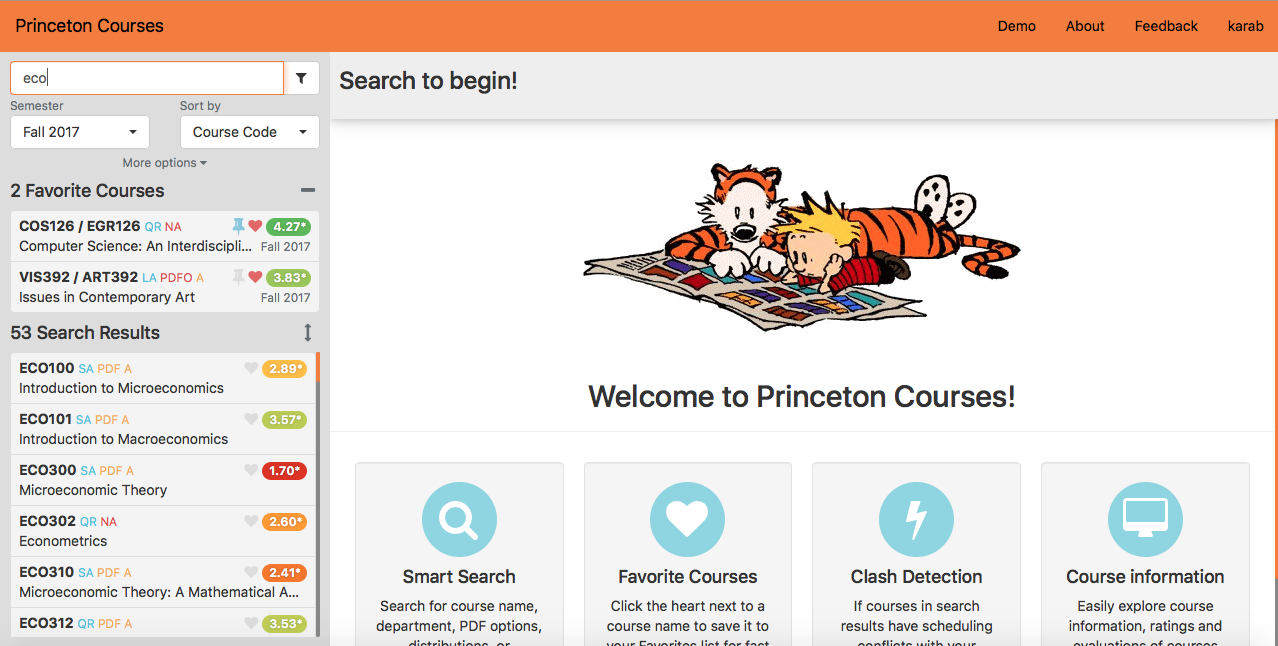 Princeton Courses
Demo About Feedback karab
eco
Semester Sort by
Fall 2017 Course Code
More options
2 Favorite Courses
COS126 / EGR126 QR NA 4.27*
Computer Science: An Interdiscipli... Fall 2017
VIS392 / ART392 LA PDFO A 3.83*
Issues in Contemporary Art Fall 2017
53 Search Results
ECO100 SA PDF A 2.89*
Introduction to Microeconomics
ECO101 SA PDF A 3.57*
Introduction to Macroeconomics
ECO300 SA PDF A 1.70*
Microeconomic Theory
ECO302 QR NA 2.60*
Econometrics
ECO310 SA PDF A 2.41*
Microeconomic Theory: A Mathematical A...
ECO312 QR PDF A 3.53*
Search to begin!
Welcome to Princeton Courses!
Smart Search
Search for course name,
department, PDF options,
distributions, or
Favorite Courses
Click the heart next to a
course name to save it to
your Favorites list for fast
Clash Detection
If courses in search
results have scheduling
conflicts with your
Course information
Easily explore course
information, ratings and
evaluations of courses